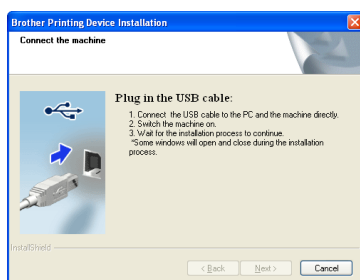 Brother Printing Device Installation
Connect the machine
Plug in the USB cable:
1. Connect the USB cable to the PC and the machine directly.
2. Switch the machine on.
3. Wait for the installation process to continue.
*Some windows will open and close during the installation
process.
InstallShield
< Back
Next >
Cancel